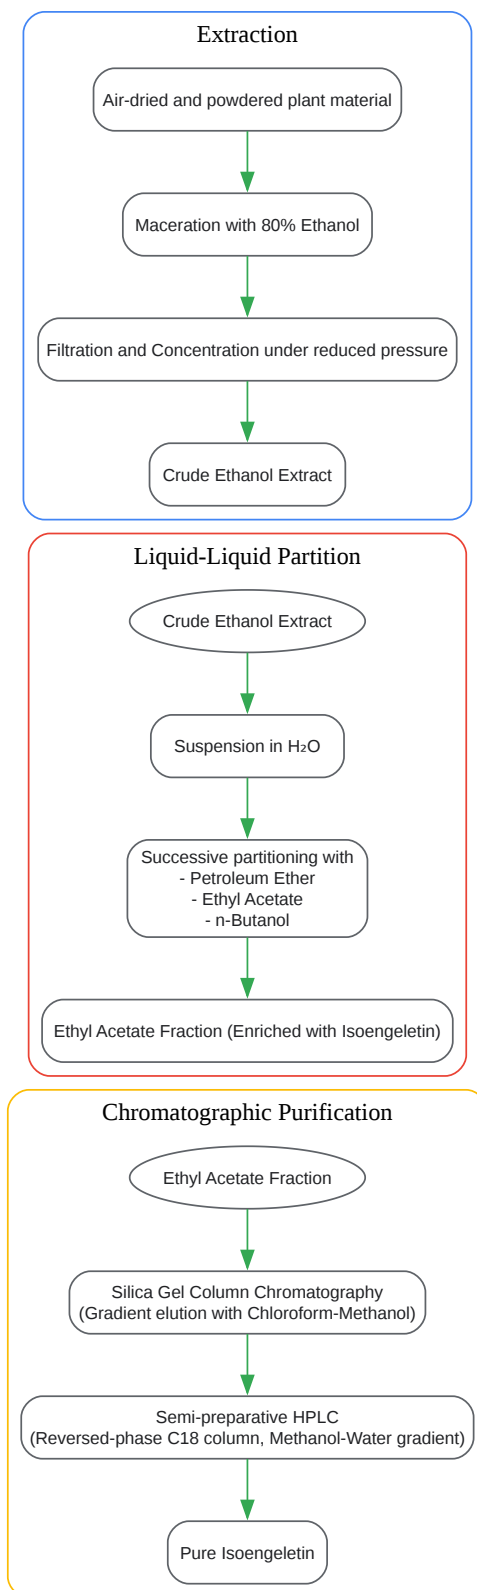 Extraction
Air-dried and powdered plant material
Maceration with 80% Ethanol
Filtration and Concentration under reduced pressure
Crude Ethanol Extract
Liquid-Liquid Partition
Crude Ethanol Extract
Suspension in H₂O
Successive partitioning with
- Petroleum Ether
- Ethyl Acetate
- n-Butanol
Ethyl Acetate Fraction (Enriched with Isoengeletin)
Chromatographic Purification
Ethyl Acetate Fraction
Silica Gel Column Chromatography
(Gradient elution with Chloroform-Methanol)
Semi-preparative HPLC
(Reversed-phase C18 column, Methanol-Water gradient)
Pure Isoengeletin